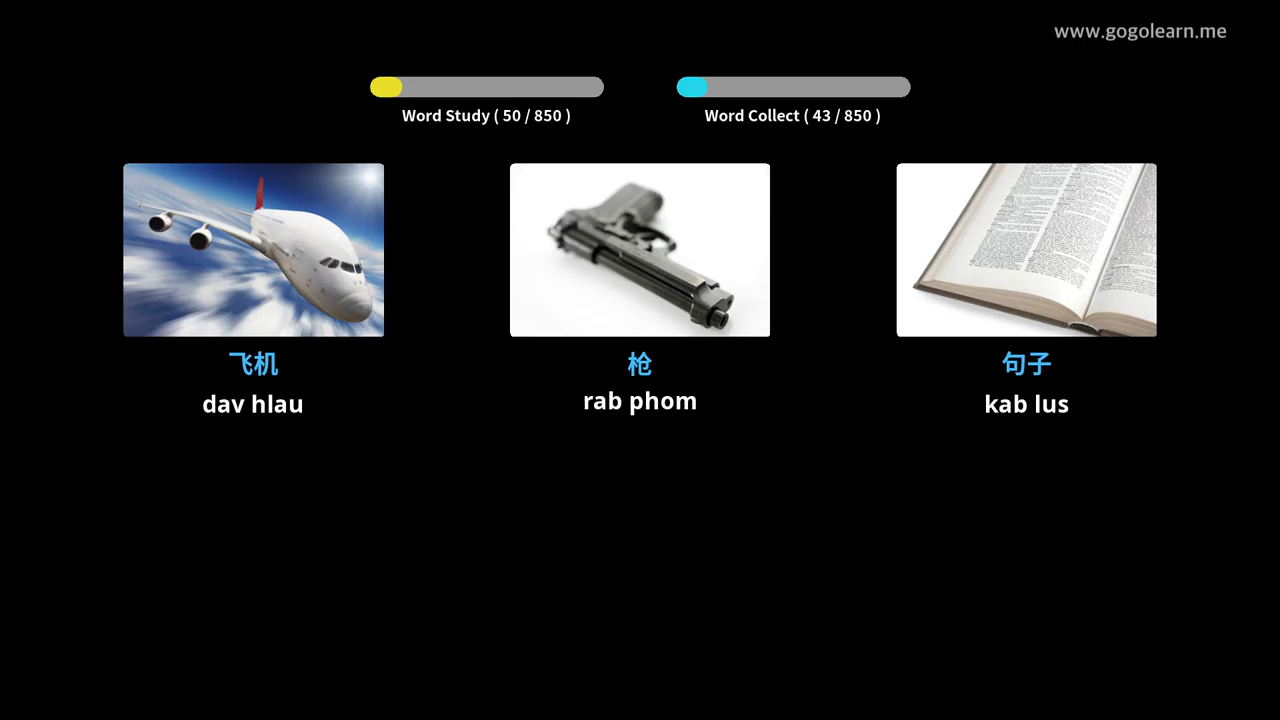 www.gogolearn.me
Word Study ( 50 / 850 )
Word Collect ( 43 / 850 )
飞机
dav hlau
枪
rab phom
句子
kab lus